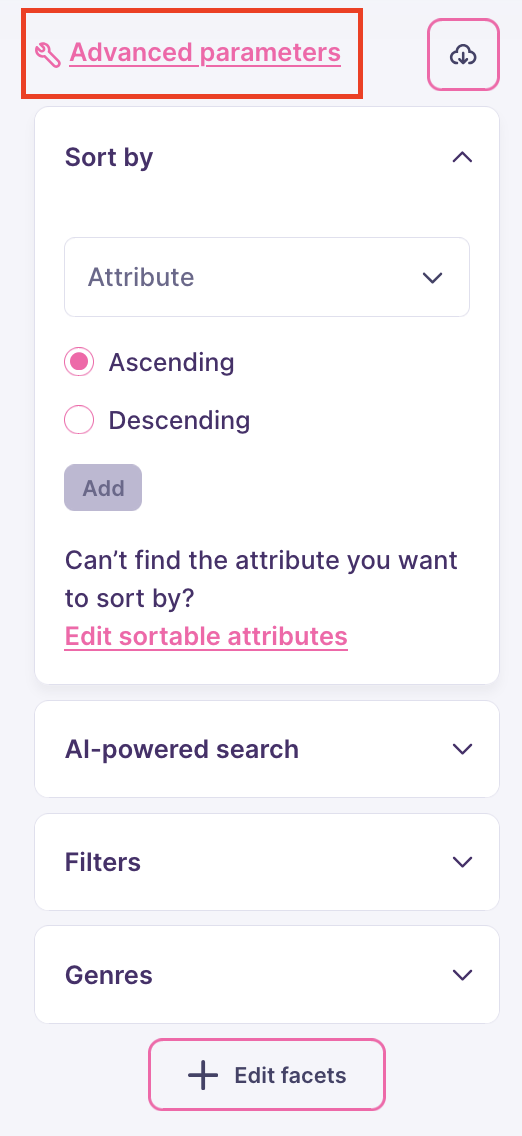 Advanced parameters
Sort by
Attribute
Ascending
Descending
Add
Can’t find the attribute you want
to sort by?
Edit sortable attributes
AI-powered search
Filters
Genres
Edit facets